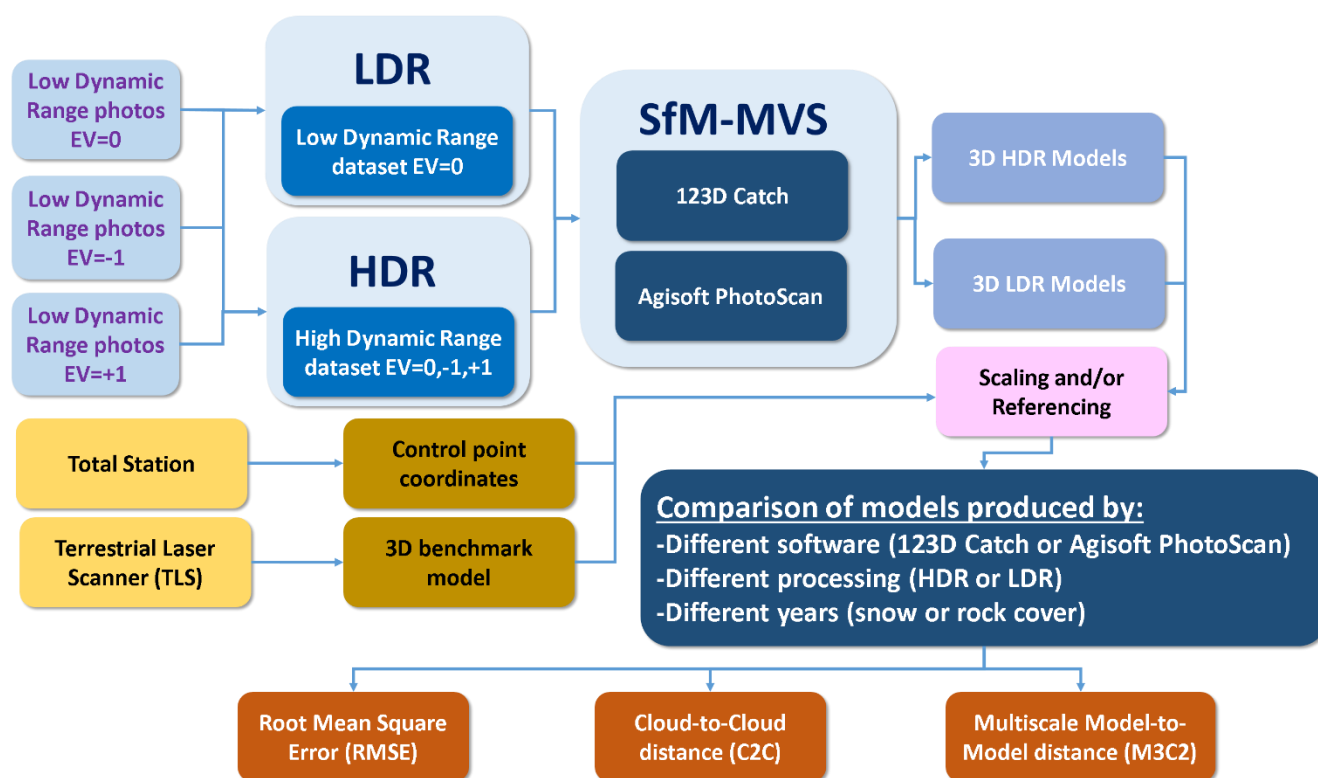 Low Dynamic
Range photos
EV=0
Low Dynamic
Range photos
EV=-1
Low Dynamic
Range photos
EV=+1
LDR
Low Dynamic Range
dataset EV=0
HDR
High Dynamic Range
dataset EV=0,-1,+1
SfM-MVS
123D Catch
Agisoft PhotoScan
3D HDR Models
3D LDR Models
Scaling and/or
Referencing
Total Station
Control point
coordinates
Terrestrial Laser
Scanner (TLS)
3D benchmark
model
Comparison of models produced by:
-Different software (123D Catch or Agisoft PhotoScan)
-Different processing (HDR or LDR)
-Different years (snow or rock cover)
Root Mean Square
Error (RMSE)
Cloud-to-Cloud
distance (C2C)
Multiscale Model-to-
Model distance (M3C2)